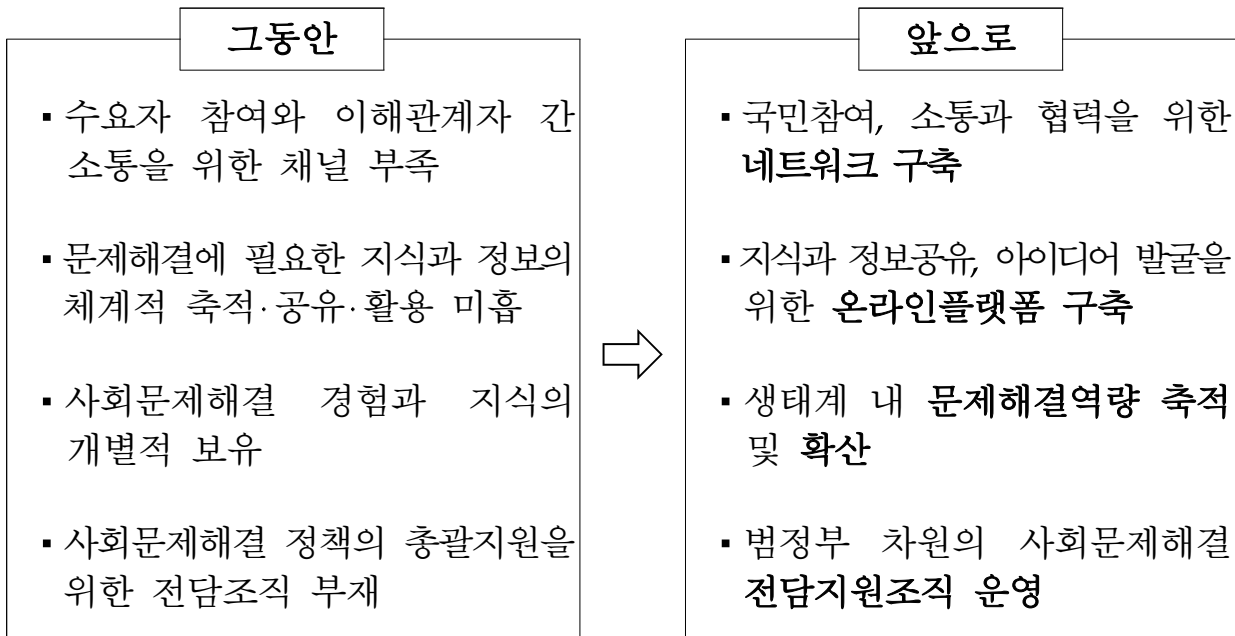 그동안
▪ 수요자 참여와 이해관계자 간
소통을 위한 채널 부족
▪ 문제해결에 필요한 지식과 정보의
체계적 축적·공유·활용 미흡
▪ 사회문제해결 경험과 지식의
개별적 보유
▪ 사회문제해결 정책의 총괄지원을
위한 전담조직 부재
앞으로
▪ 국민참여, 소통과 협력을 위한
네트워크 구축
▪ 지식과 정보공유, 아이디어 발굴을
위한 온라인플랫폼 구축
▪ 생태계 내 문제해결역량 축적
및 확산
▪ 범정부 차원의 사회문제해결
전담지원조직 운영